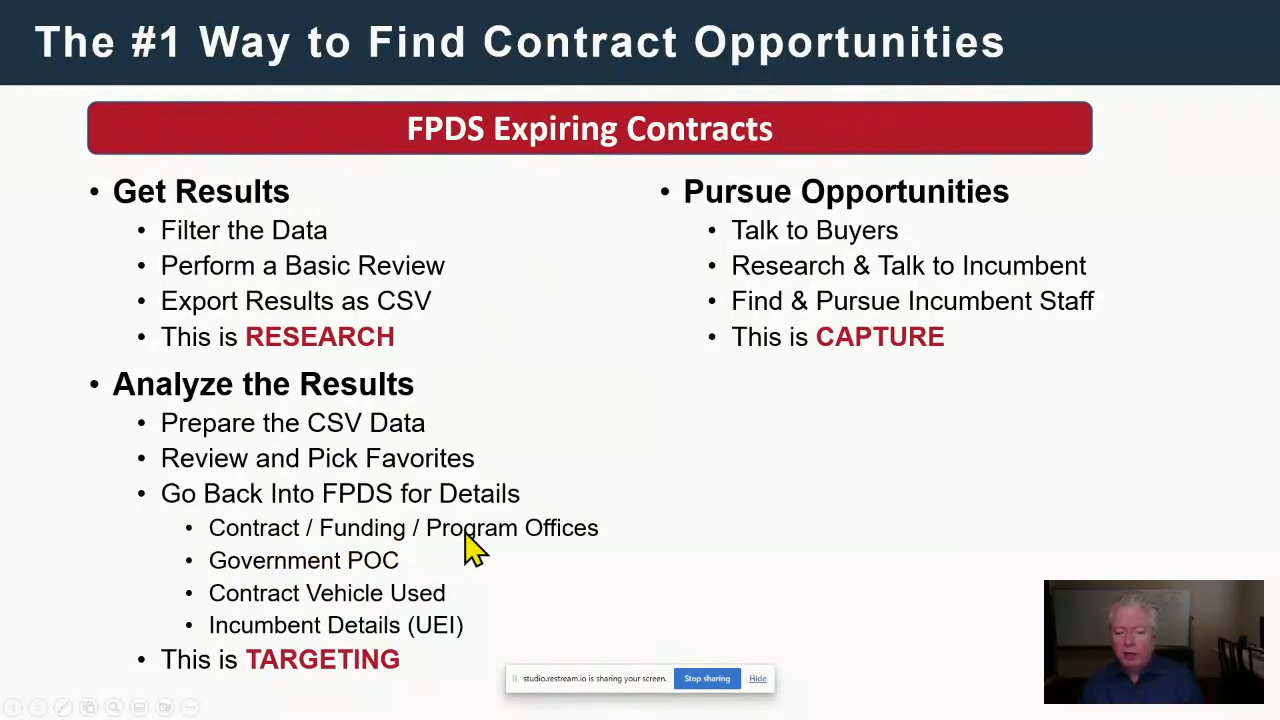 The #1 Way to Find Contract Opportunities
FPDS Expiring Contracts
• Get Results
• Filter the Data
• Perform a Basic Review
• Export Results as CSV
• This is RESEARCH
• Analyze the Results
• Prepare the CSV Data
• Review and Pick Favorites
• Go Back Into FPDS for Details
• Contract / Funding / Program Offices
• Government POC
• Contract Vehicle Used
• Incumbent Details (UEI)
• This is TARGETING
• Pursue Opportunities
• Talk to Buyers
• Research & Talk to Incumbent
• Find & Pursue Incumbent Staff
• This is CAPTURE
studio.restream.io is sharing your screen. Stop sharing Hide